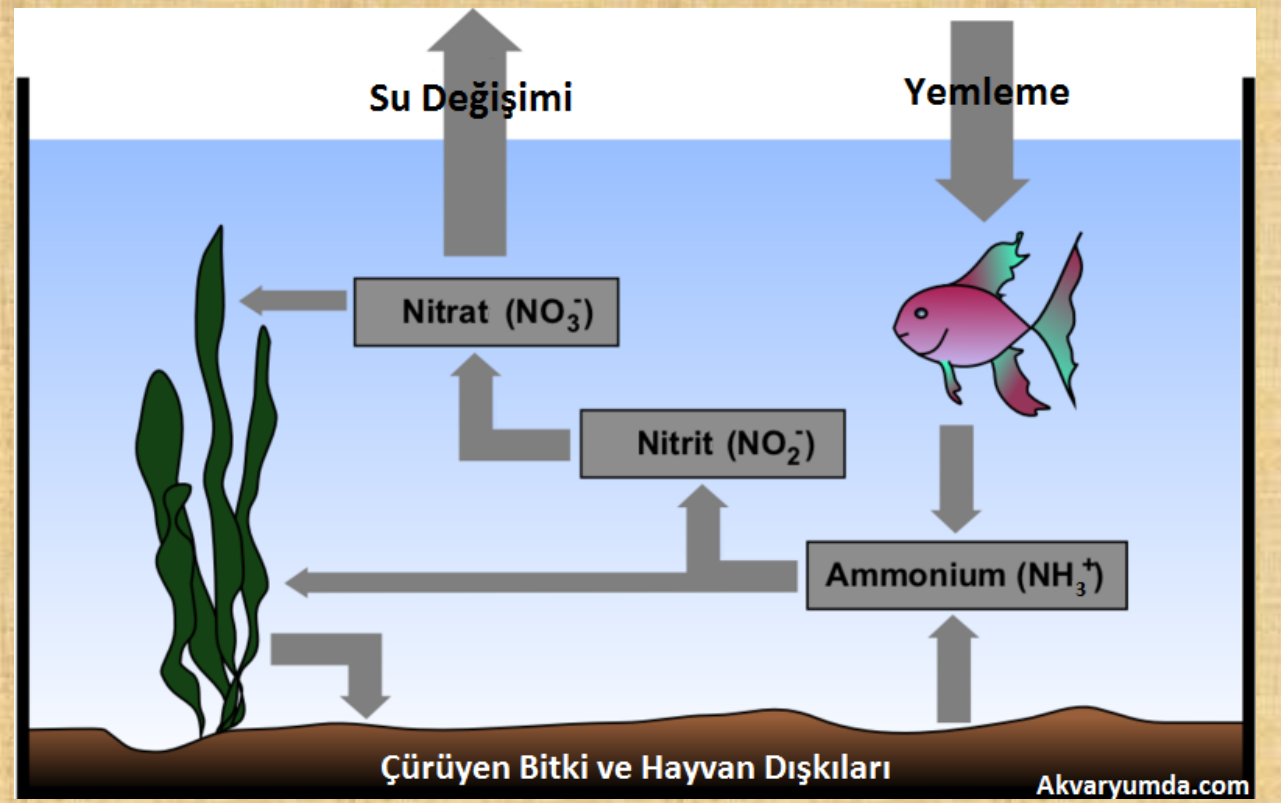 Su Değişimi
Yemleme
Nitrat (NO₃⁻)
Nitrit (NO₂⁻)
Ammonium (NH₃⁺)
Çürüyen Bitki ve Hayvan Dışkıları
Akvaryumda.com